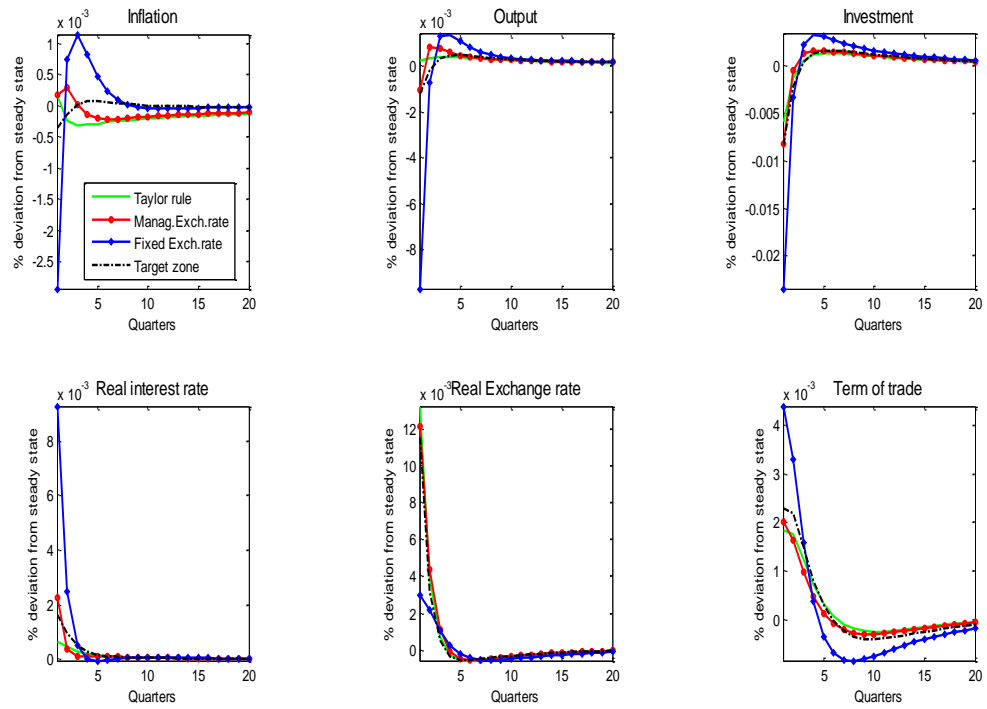 x 10-3 Inflation
% deviation from steady state
1
0.5
0
-0.5
-1
-1.5
-2
-2.5
Taylor rule
Manag.Exch.rate
Fixed Exch.rate
Target zone
5 10 15 20
Quarters
x 10-3 Output
% deviation from steady state
0
-2
-4
-6
-8
5 10 15 20
Quarters
Investment
% deviation from steady state
0
-0.005
-0.01
-0.015
-0.02
5 10 15 20
Quarters
x 10-3 Real interest rate
% deviation from steady state
8
6
4
2
0
5 10 15 20
Quarters
x 10-3 Real Exchange rate
% deviation from steady state
12
10
8
6
4
2
0
5 10 15 20
Quarters
x 10-3 Term of trade
% deviation from steady state
4
2
0
5 10 15 20
Quarters